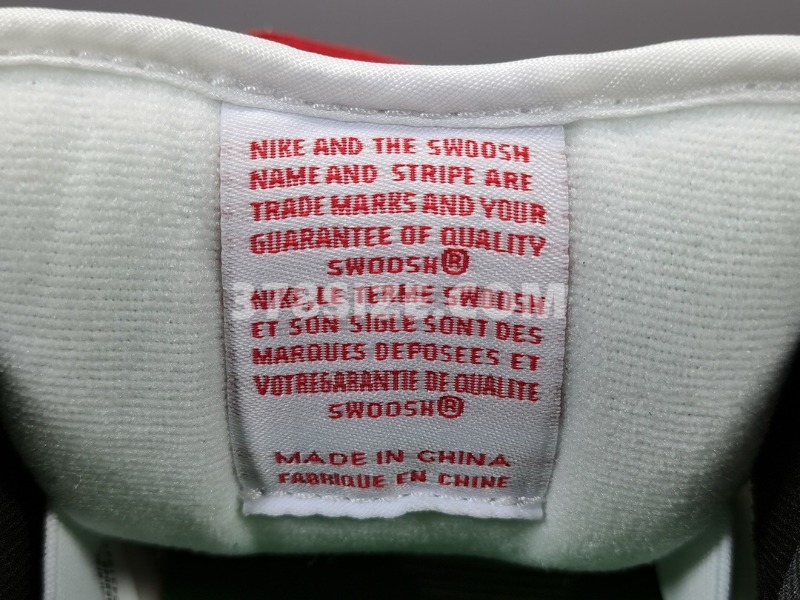 NIKE AND THE SWOOSH
NAME AND STRIPE ARE
TRADE MARKS AND YOUR
GUARANTEE OF QUALITY
SWOOSH®
NIKE, LE TERME SWOOSH
ET SON SIGLE SONT DES
MARQUES DEPOSEES ET
VOTREGARANTIE DE QUALITE
SWOOSH®
MADE IN CHINA
FABRIQUE EN CHINE